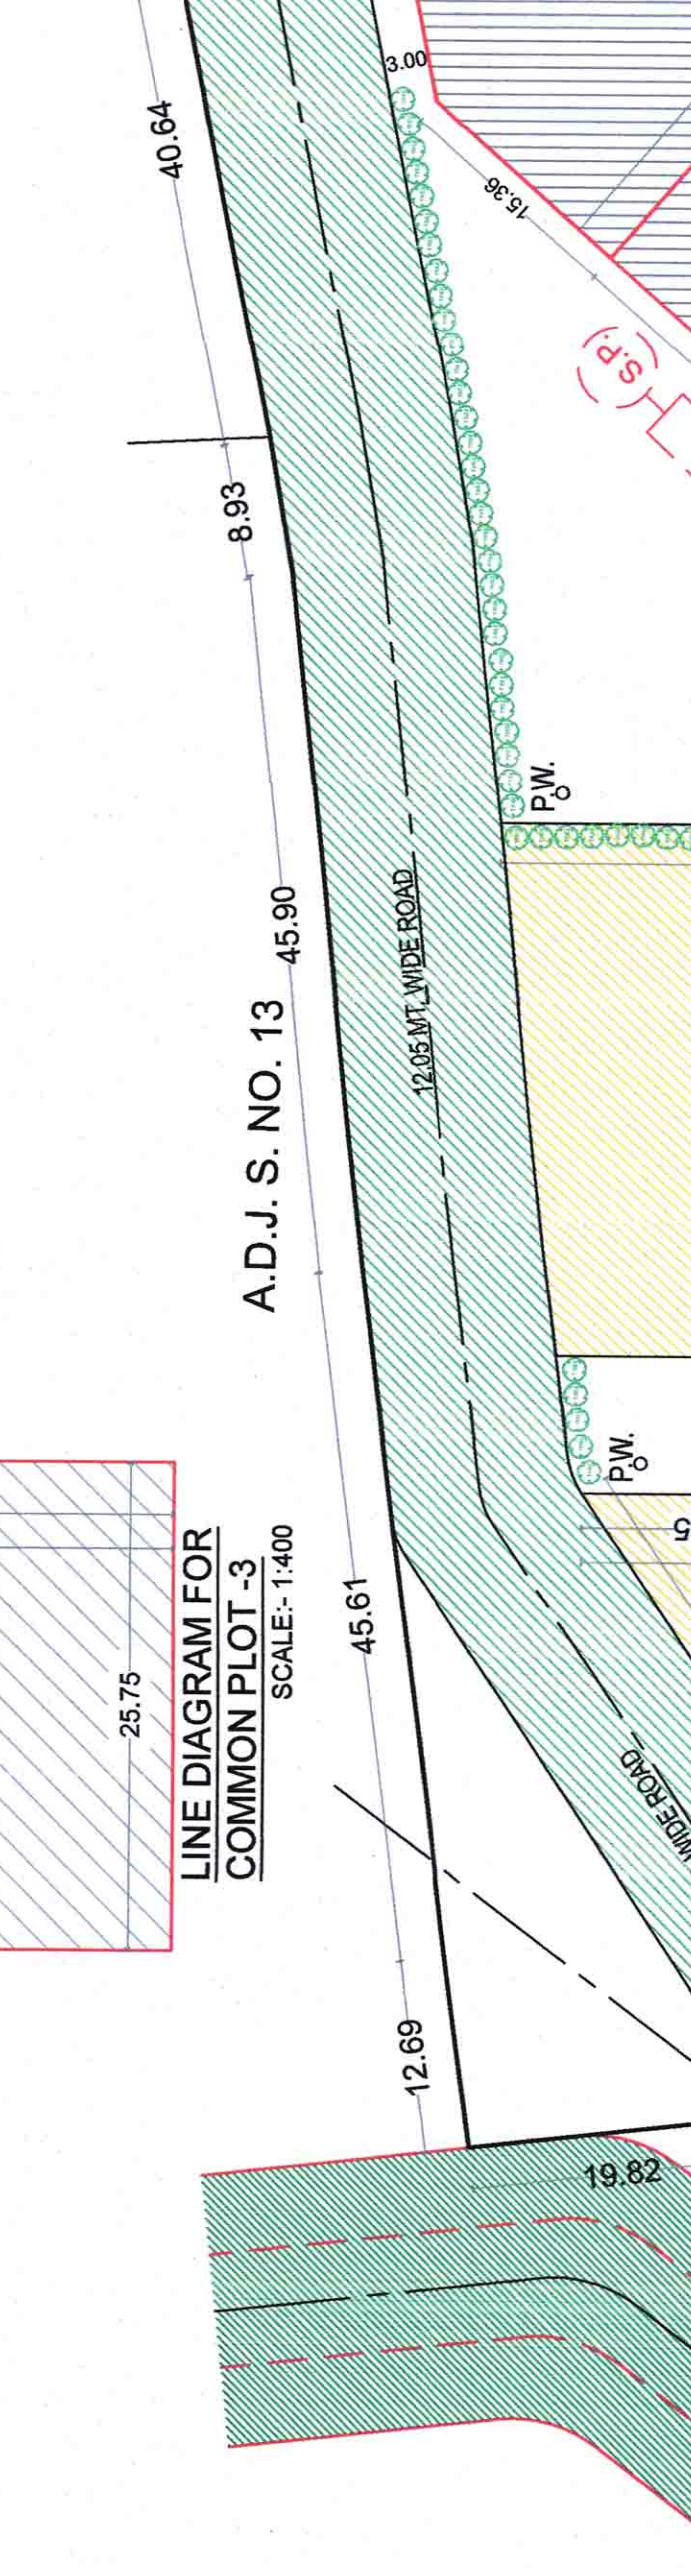 40.64
3.00
15.36
(S.P.)
8.93
P.W.
45.90
12.05 MT. WIDE ROAD
A.D.J. S. NO. 13
P.W.
25.75
LINE DIAGRAM FOR
COMMON PLOT -3
SCALE:- 1:400
45.61
WIDE ROAD
12.69
19.82